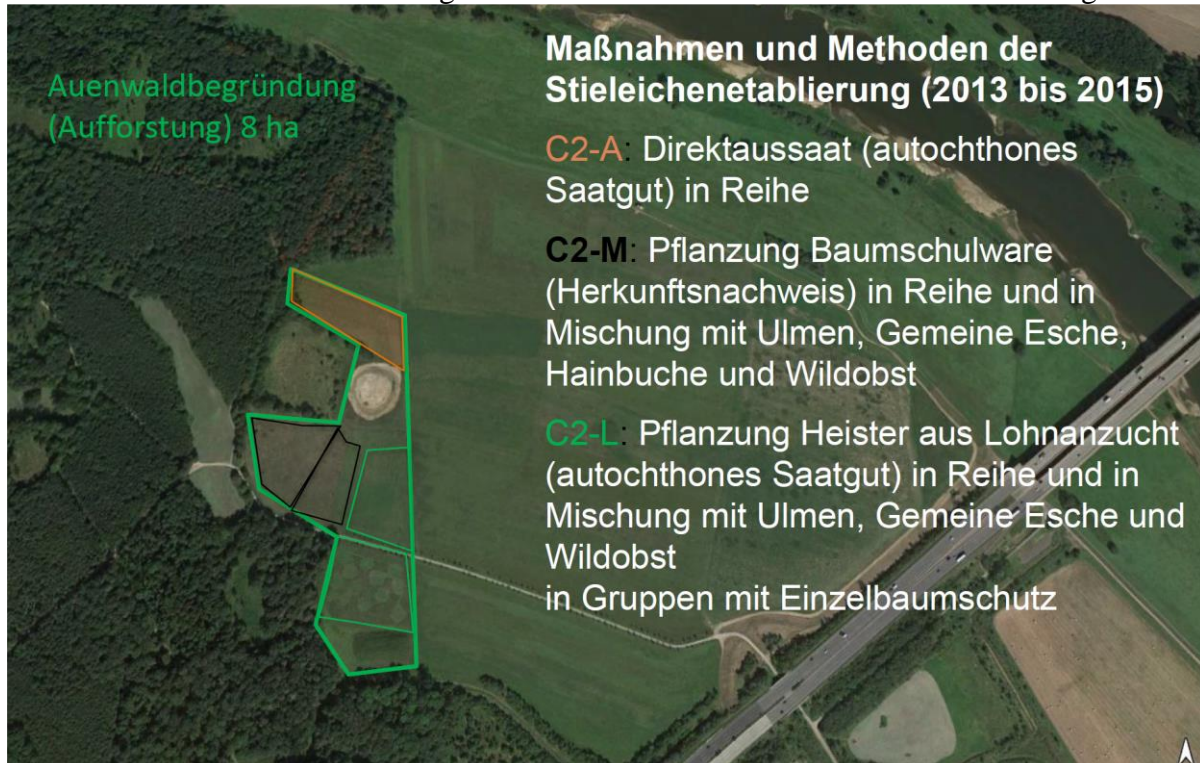 Auenwaldbegründung
(Aufforstung) 8 ha
Maßnahmen und Methoden der
Stieleichenetablierung (2013 bis 2015)
C2-A: Direktaussaat (autochthones
Saatgut) in Reihe
C2-M: Pflanzung Baumschulware
(Herkunftsnachweis) in Reihe und in
Mischung mit Ulmen, Gemeine Esche,
Hainbuche und Wildobst
C2-L: Pflanzung Heister aus Lohnanzucht
(autochthones Saatgut) in Reihe und in
Mischung mit Ulmen, Gemeine Esche und
Wildobst
in Gruppen mit Einzelbaumschutz